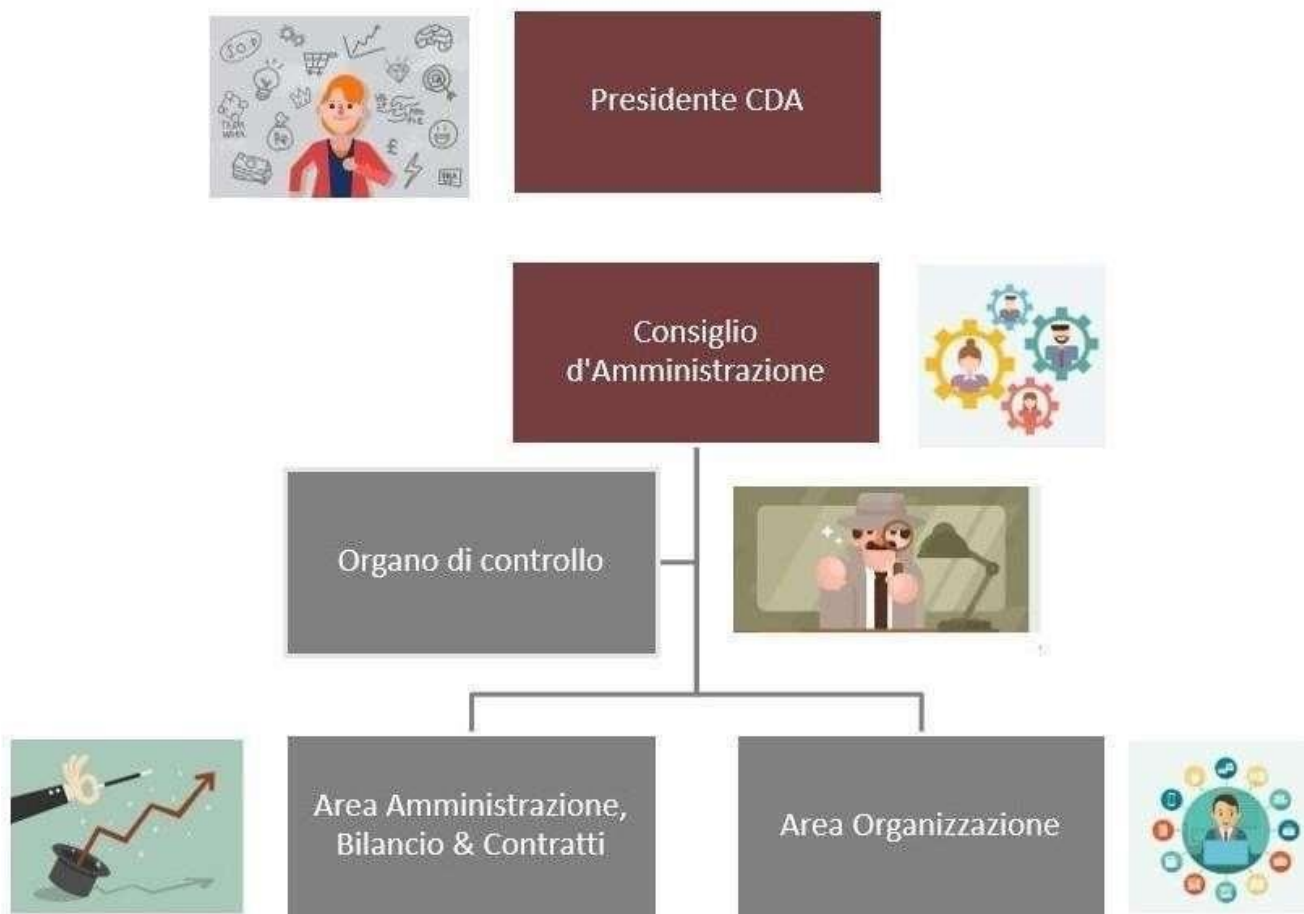 Presidente CDA
Consiglio
d'Amministrazione
Organo di controllo
Area Amministrazione,
Bilancio & Contratti
Area Organizzazione